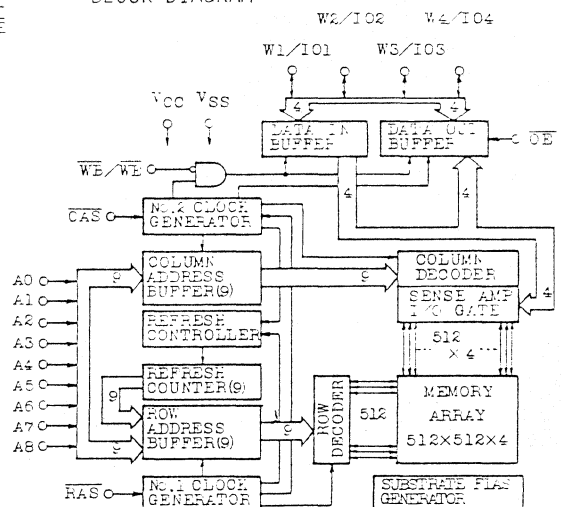 BLOCK DIAGRAM
W2/IO2 W4/IO4
W1/IO1 W3/IO3
VCC VSS
4 4
DATA IN
BUFFER
DATA OUT
BUFFER
OE
WB/WE
4 4
CAS
NO.2 CLOCK
GENERATOR
COLUMN
ADDRESS
BUFFER(9)
9
9
COLUMN
DECODER
SENSE AMP
I/O GATE
4
A0
A1
A2
A3
A4
A5
A6
A7
A8
REFRESH
CONTROLLER
512
×4
REFRESH
COUNTER(9)
9
ROW
ADDRESS
BUFFER(9)
9
9
ROW
DECODER
512
MEMORY
ARRAY
512×512×4
RAS
NO.1 CLOCK
GENERATOR
SUBSTRATE BIAS
GENERATOR